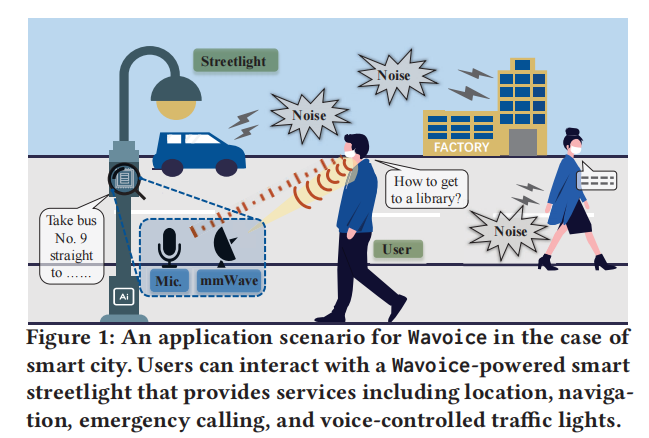 Streetlight
Noise
Noise
FACTORY
How to get
to a library?
Take bus
No. 9
straight
to ......
Noise
User
Mic.
mmWave
Ai
Figure 1: An application scenario for Wavoice in the case of
smart city. Users can interact with a Wavoice-powered smart
streetlight that provides services including location, naviga-
tion, emergency calling, and voice-controlled traffic lights.